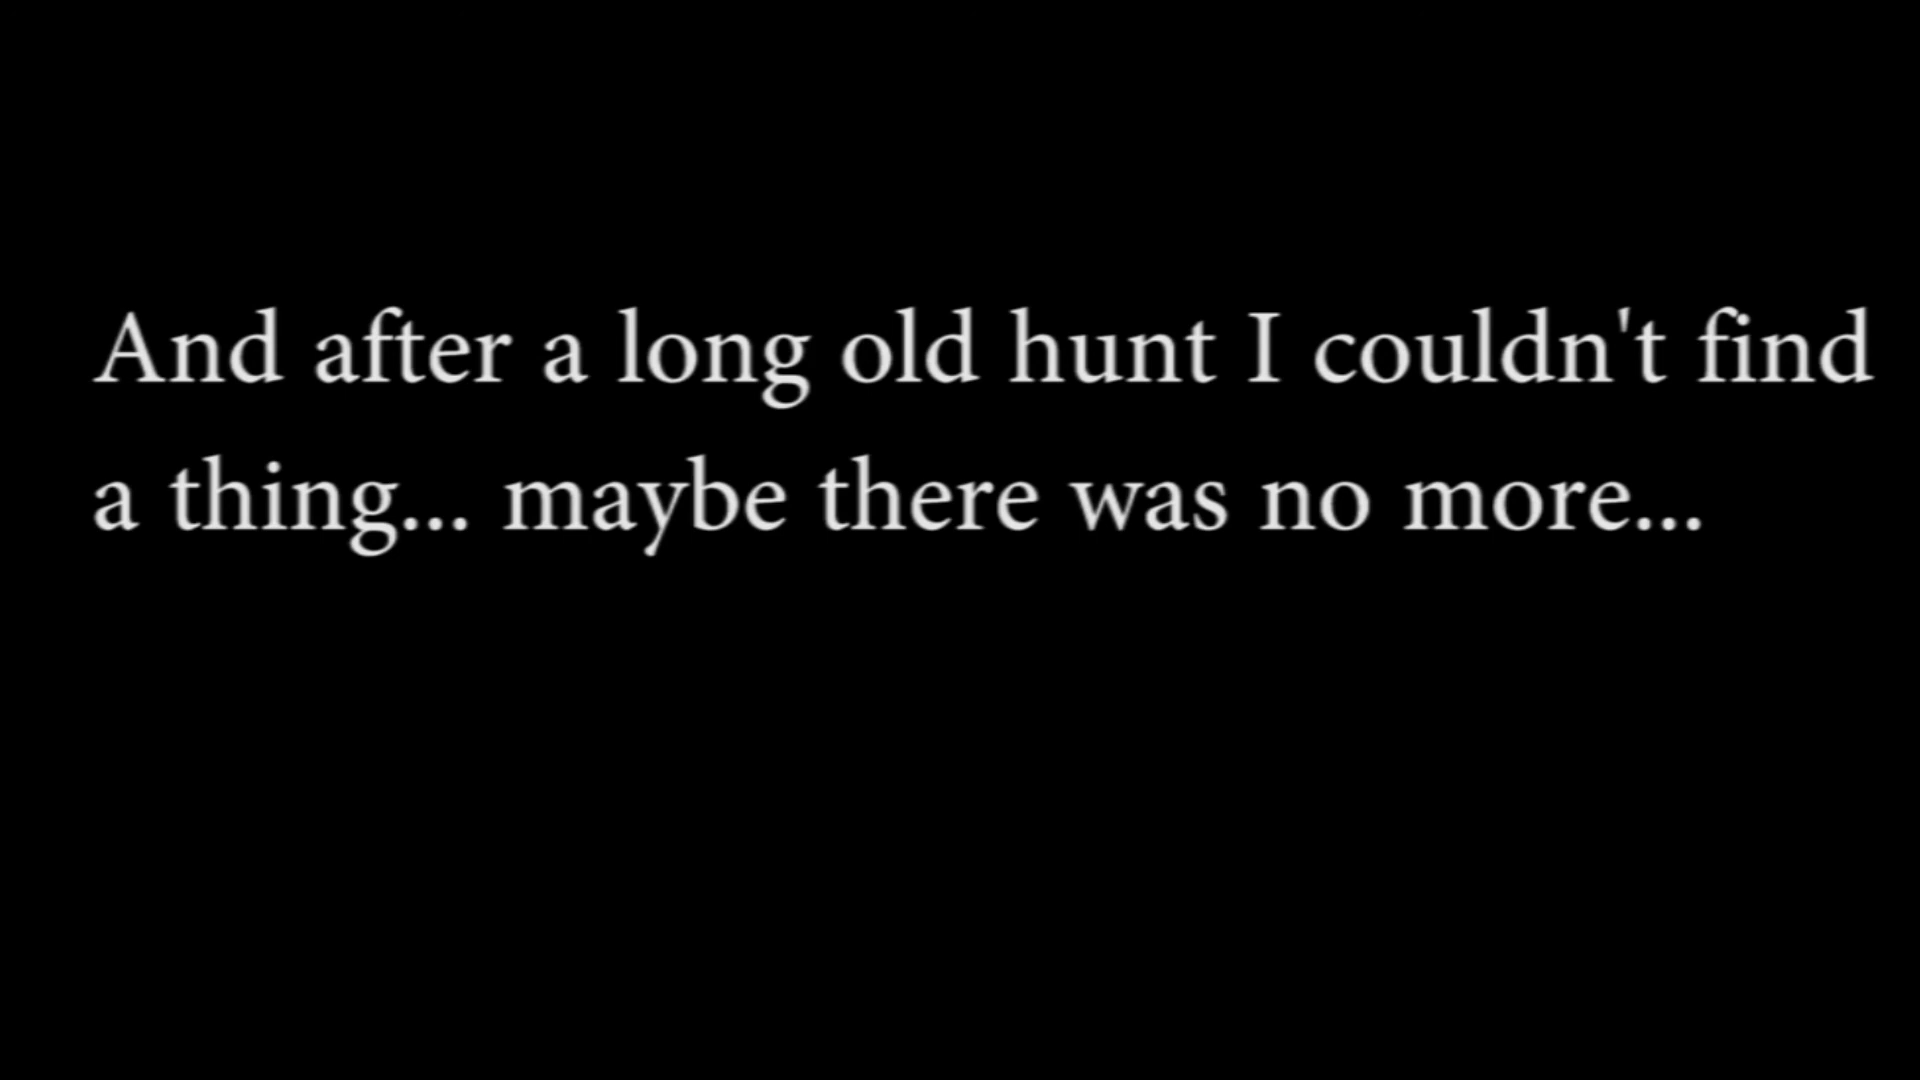 And after a long old hunt I couldn't find
a thing... maybe there was no more...